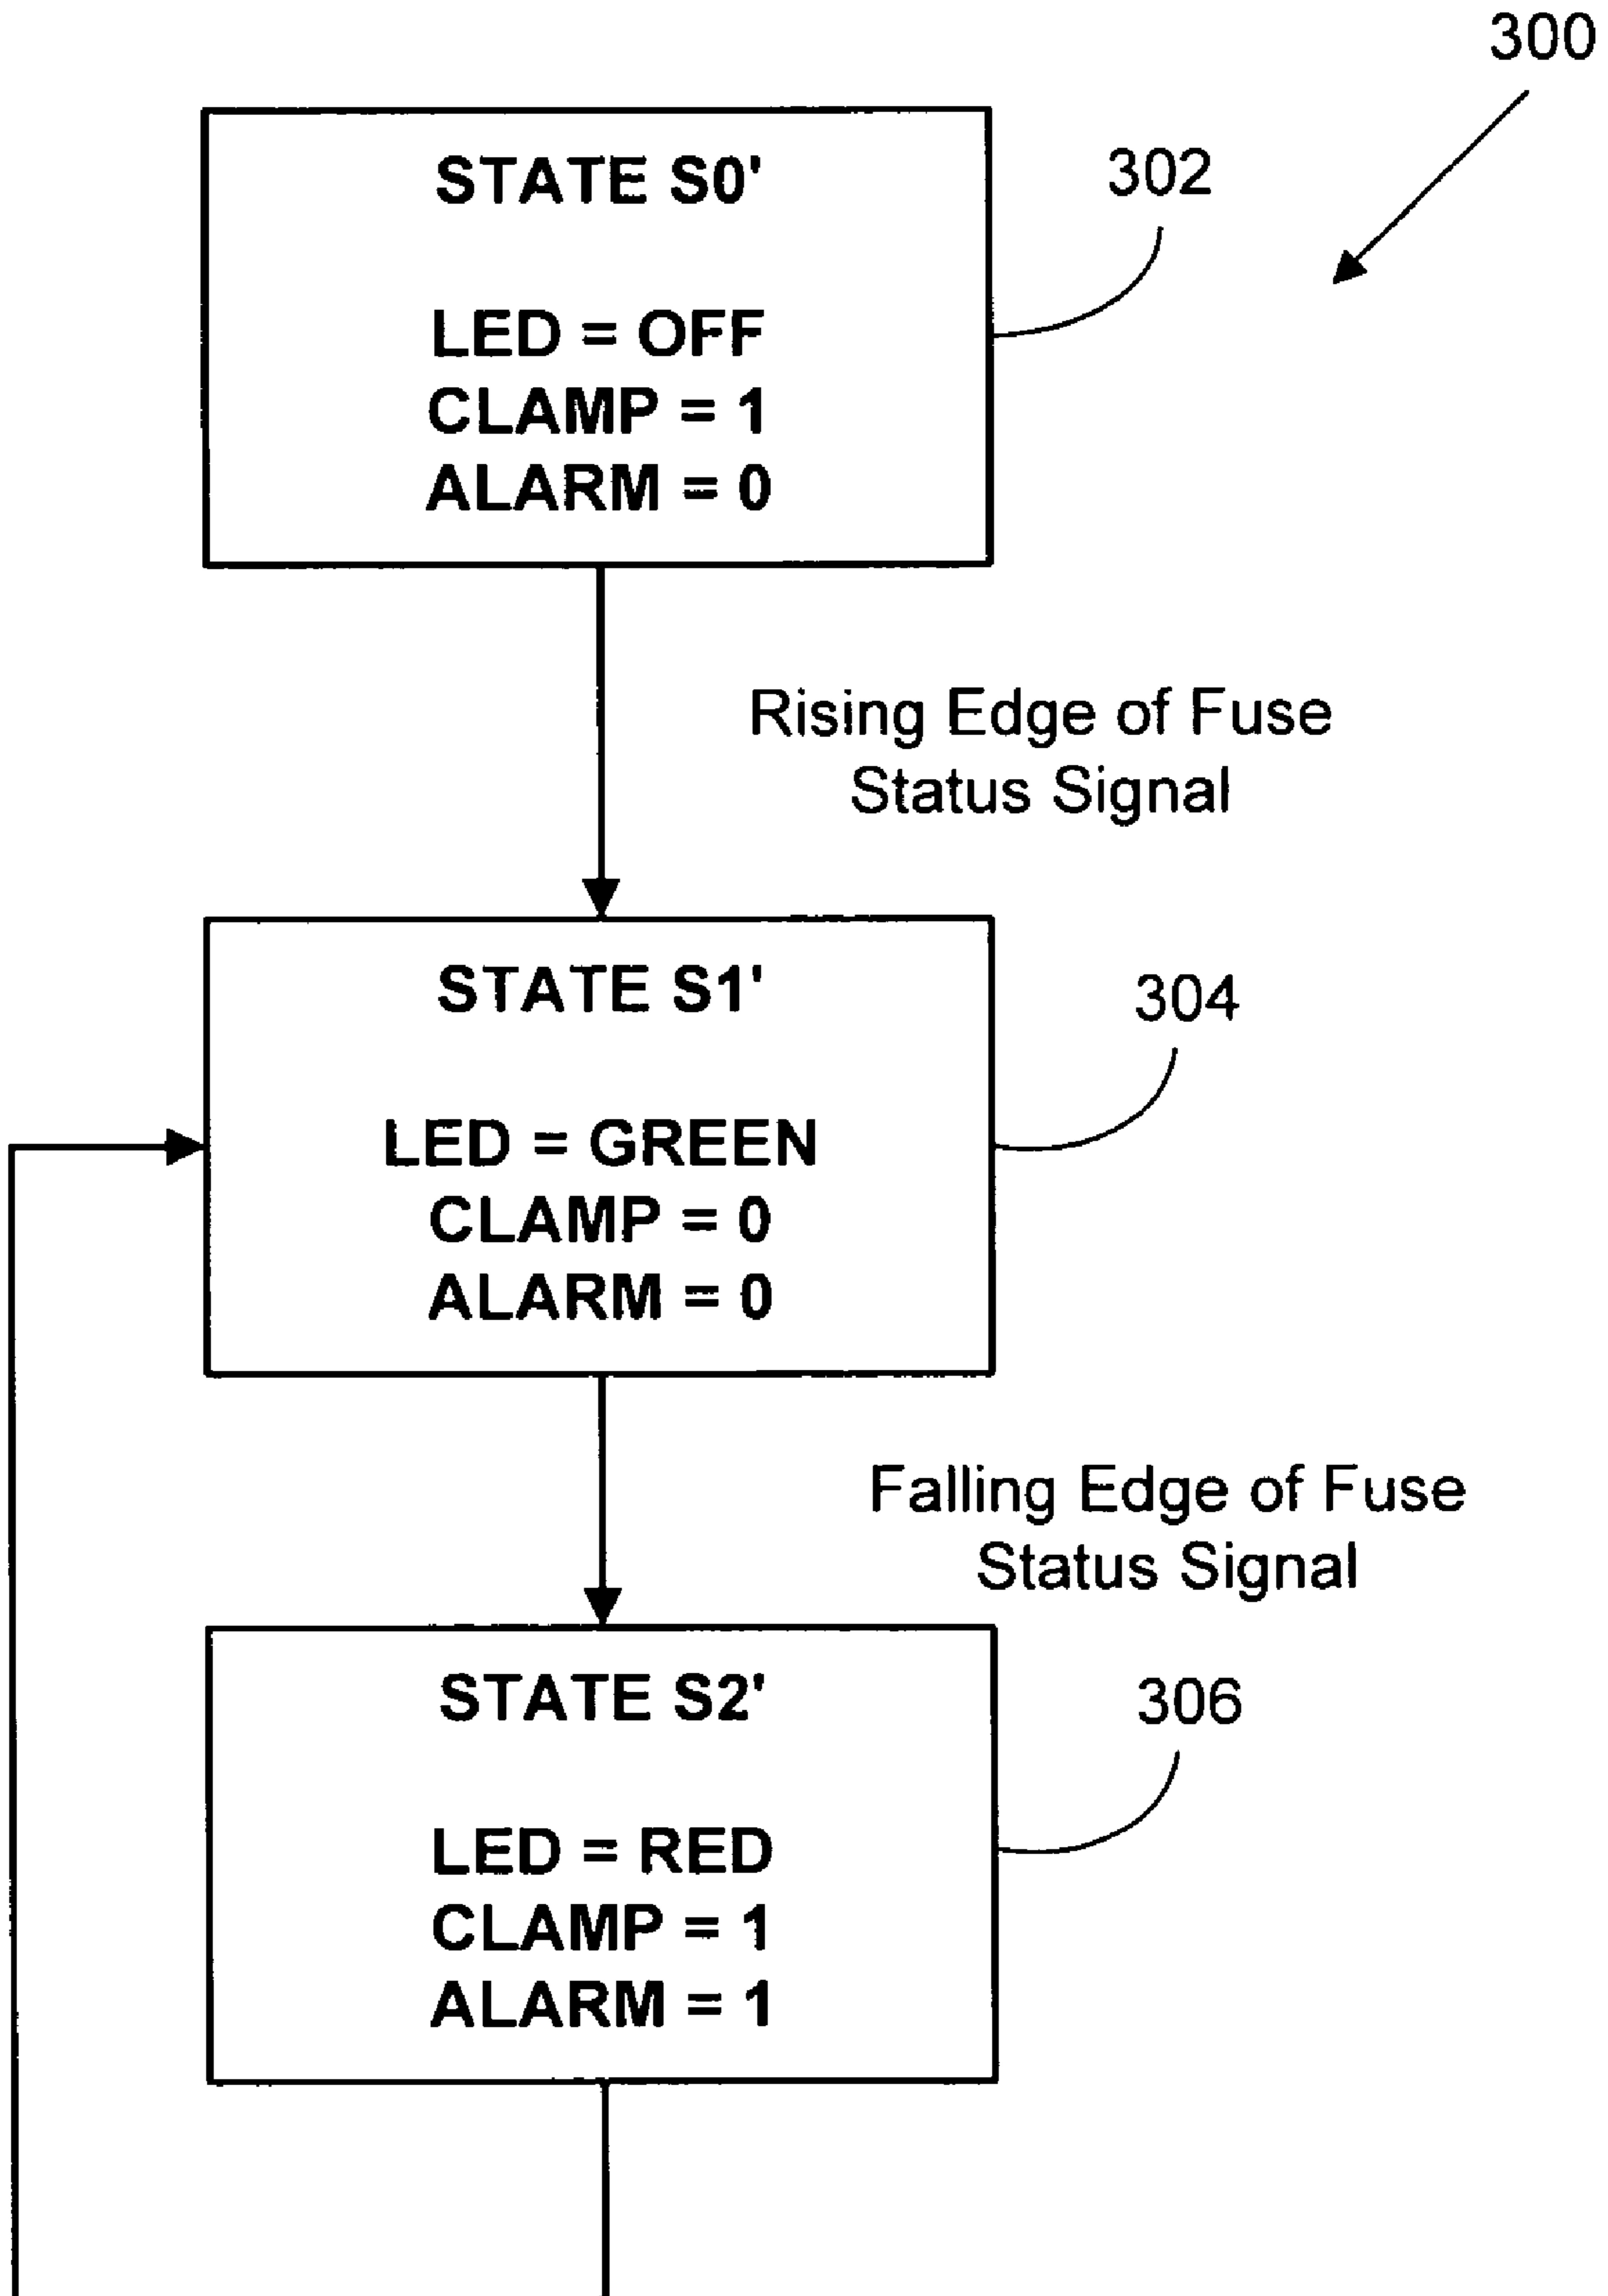 300
STATE S0'
302
LED = OFF
CLAMP = 1
ALARM = 0
Rising Edge of Fuse
Status Signal
STATE S1'
304
LED = GREEN
CLAMP = 0
ALARM = 0
Falling Edge of Fuse
Status Signal
STATE S2'
306
LED = RED
CLAMP = 1
ALARM = 1